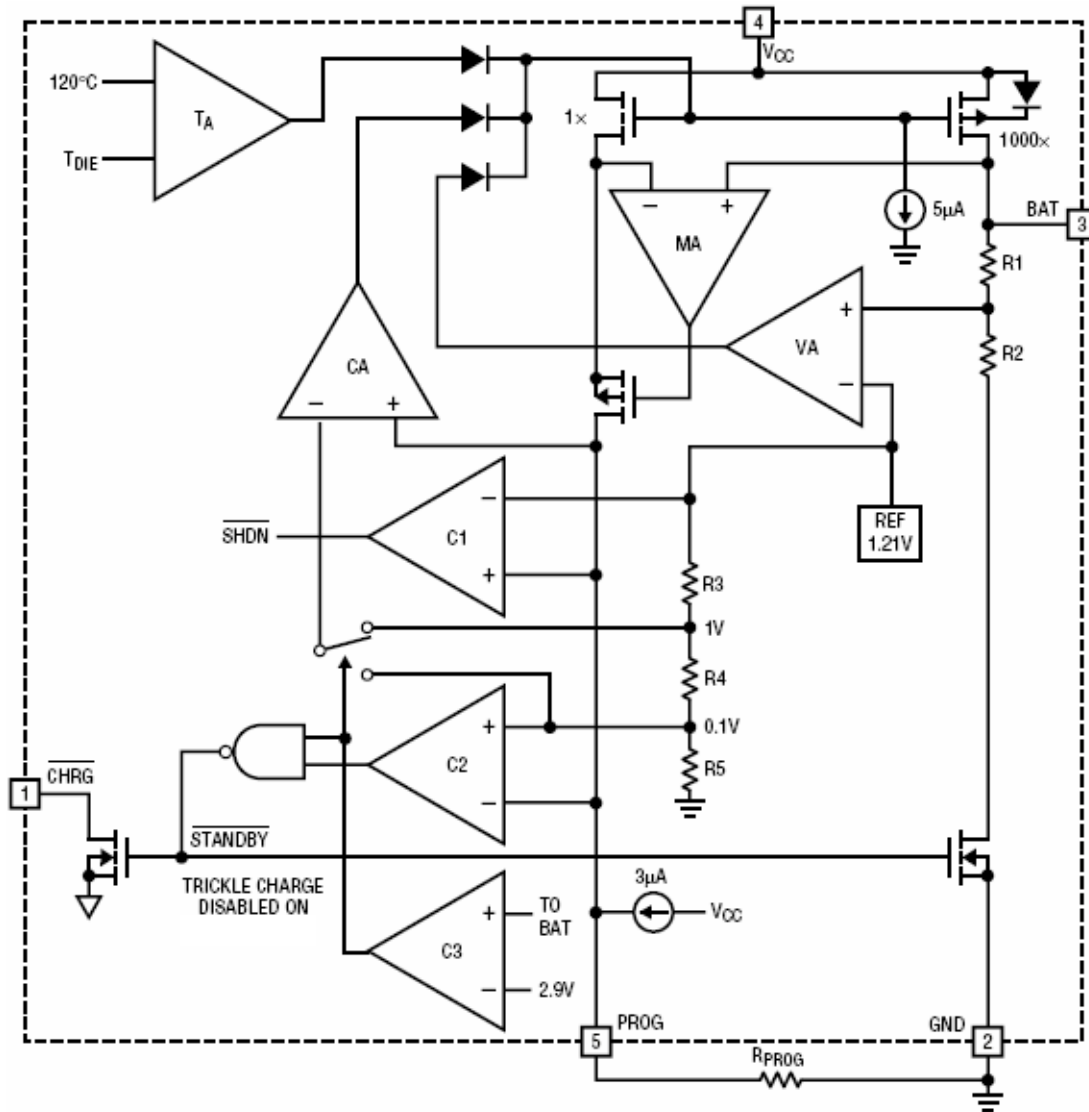 4
VCC
120°C
TA
TDIE
1×
1000×
5µA
BAT
3
− +
MA
R1
+
VA
−
R2
CA
− +
−
SHDN
C1
+
REF
1.21V
R3
1V
R4
+
0.1V
C2
R5
−
CHRG
1
STANDBY
TRICKLE CHARGE
DISABLED ON
3µA
VCC
+
TO
BAT
C3
−
2.9V
PROG
GND
5
2
RPROG